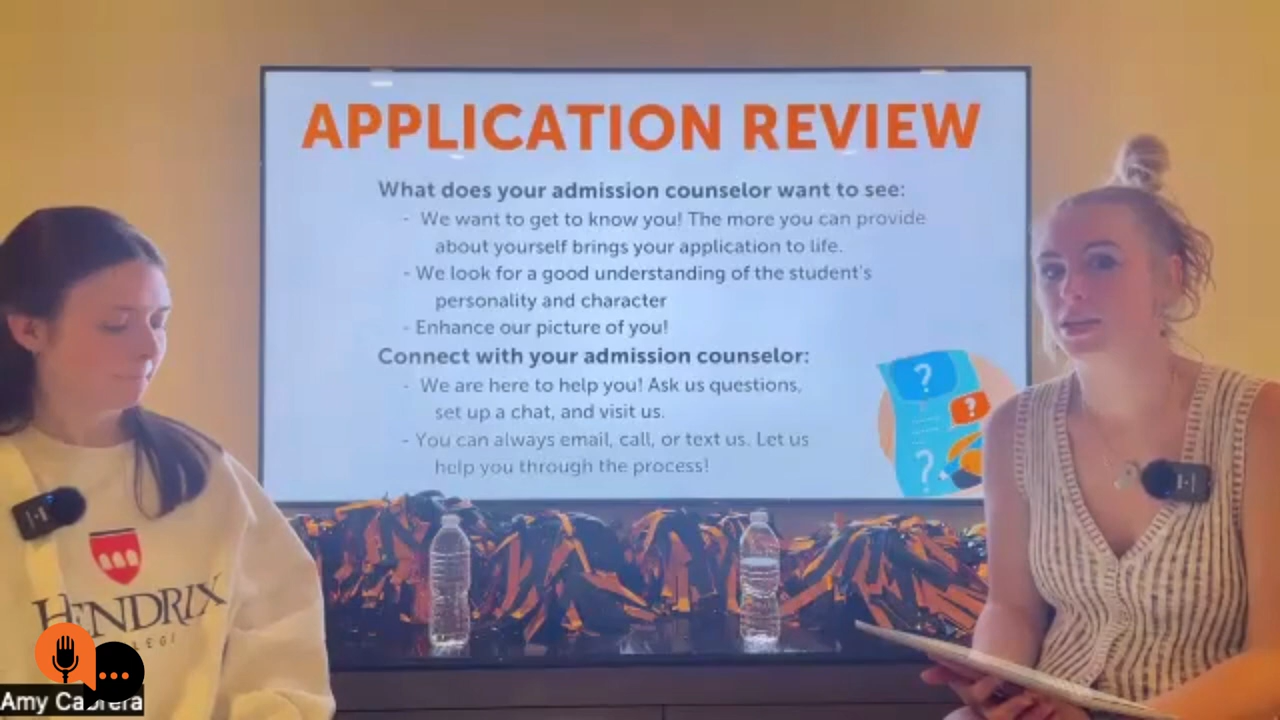 APPLICATION REVIEW
What does your admission counselor want to see:
- We want to get to know you! The more you can provide
about yourself brings your application to life.
- We look for a good understanding of the student's
personality and character
- Enhance our picture of you!
Connect with your admission counselor:
- We are here to help you! Ask us questions,
set up a chat, and visit us.
- You can always email, call, or text us. Let us
help you through the process!
?
?
?
HENDRIX
Amy Cabrera